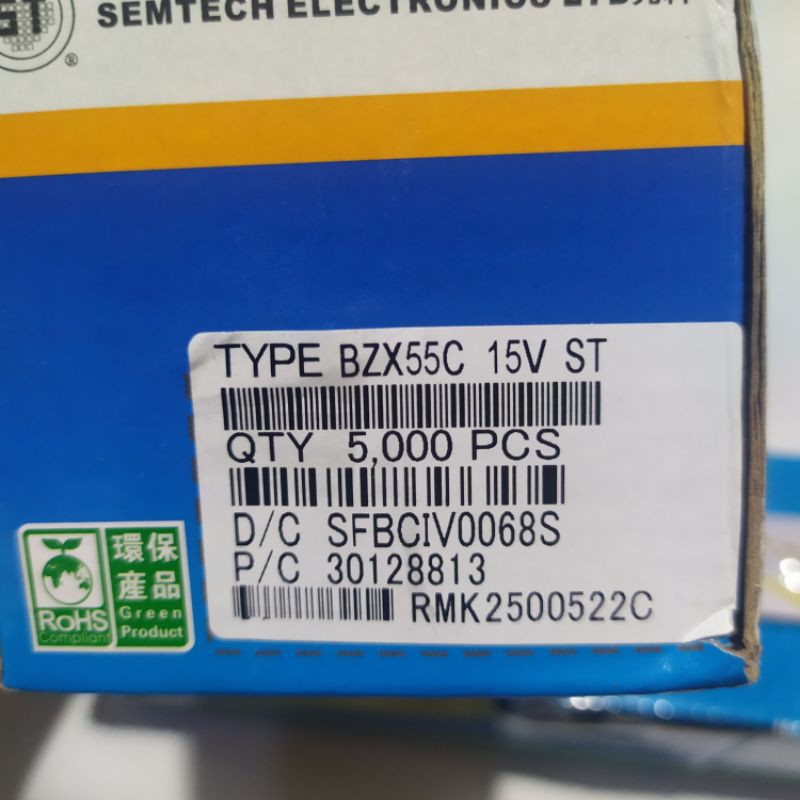 ST
®
SEMTECH ELECTRONICS LTD
TYPE BZX55C 15V ST
QTY 5,000 PCS
D/C SFBCIV0068S
P/C 30128813
RMK2500522C
環保
產品
Green
Product
RoHS
Compliant